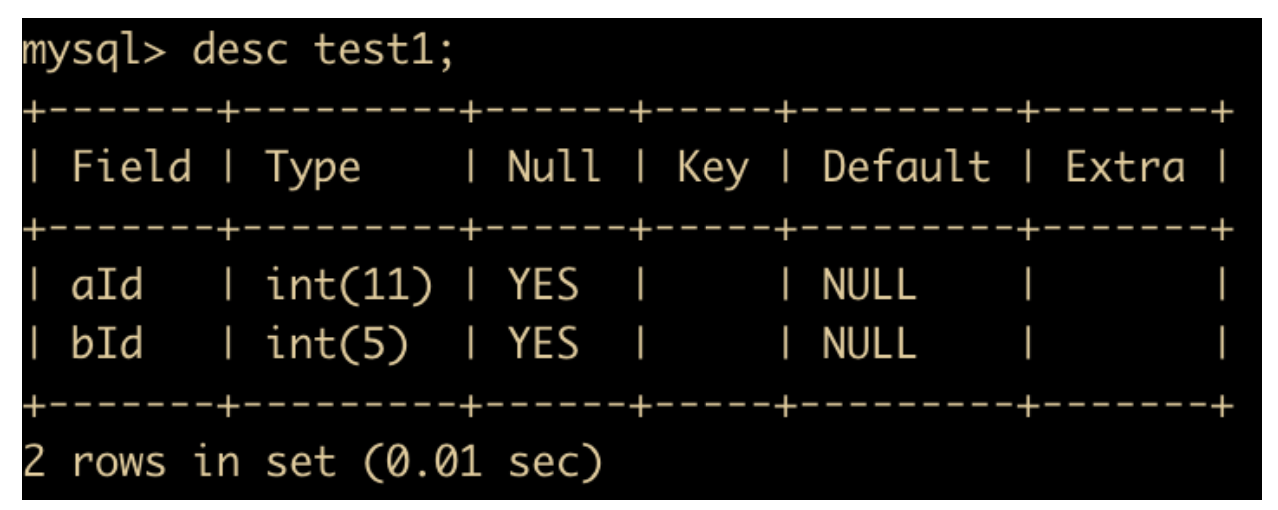 mysql> desc test1;
+-------+---------+------+-----+---------+-------+
| Field | Type    | Null | Key | Default | Extra |
+-------+---------+------+-----+---------+-------+
| aId   | int(11) | YES  |     | NULL    |       |
| bId   | int(5)  | YES  |     | NULL    |       |
+-------+---------+------+-----+---------+-------+
2 rows in set (0.01 sec)